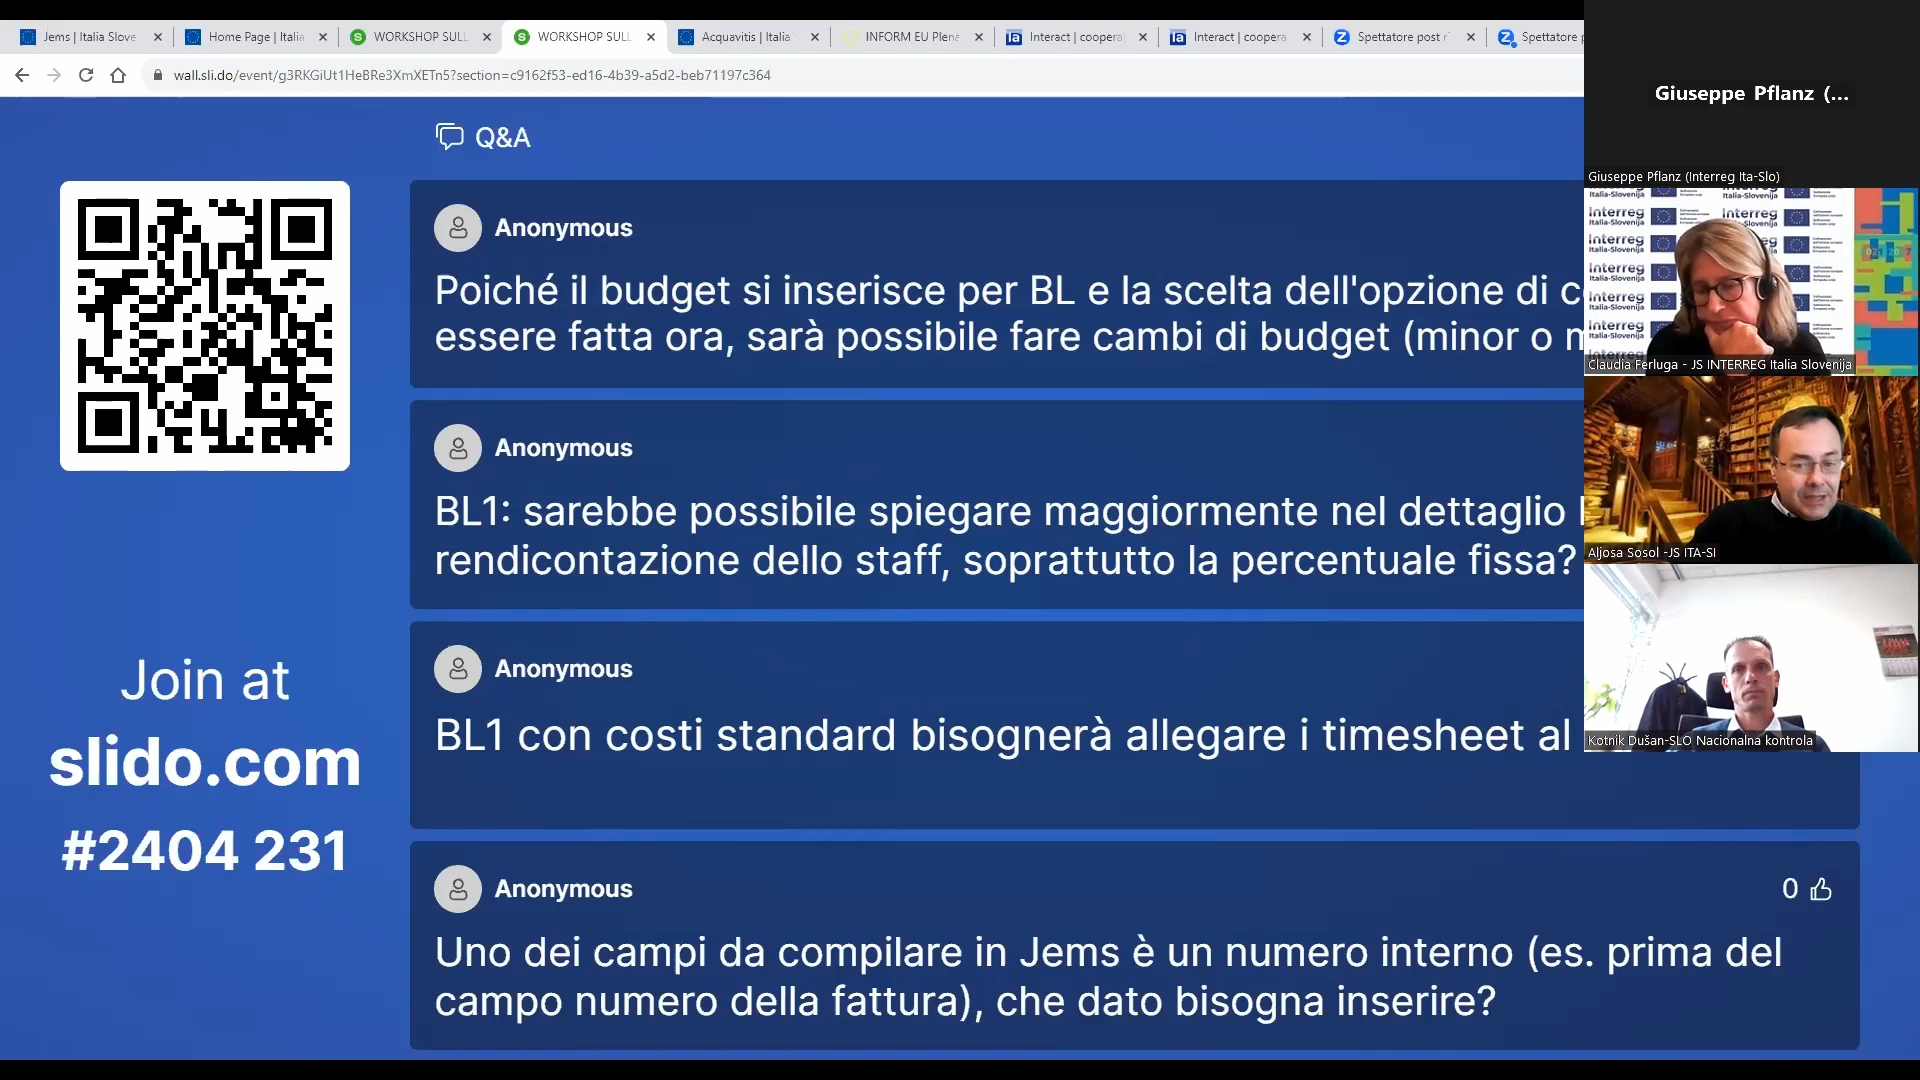 Jems | Italia Slove
Home Page | Italia
WORKSHOP SULL
WORKSHOP SULL
Acquavitis | Italia
INFORM EU Plena
Interact | coopera
Interact | coopera
Spettatore post r
Spettatore p
wall.sli.do/event/g3RKGiUt1HeBRe3XmXETn5?section=c9162f53-ed16-4b39-a5d2-beb71197c364
Q&A
Anonymous
Poiché il budget si inserisce per BL e la scelta dell'opzione di c
essere fatta ora, sarà possibile fare cambi di budget (minor o m
Anonymous
BL1: sarebbe possibile spiegare maggiormente nel dettaglio
rendicontazione dello staff, soprattutto la percentuale fissa?
Anonymous
BL1 con costi standard bisognerà allegare i timesheet al
Anonymous
0
Uno dei campi da compilare in Jems è un numero interno (es. prima del
campo numero della fattura), che dato bisogna inserire?
Join at
slido.com
#2404 231
Giuseppe Pflanz (...
Giuseppe Pflanz (Interreg Ita-Slo)
Interreg
Italia-Slovenija
Claudia Ferluga - JS INTERREG Italia Slovenija
Aljosa Sosol -JS ITA-SI
Kotnik Dušan-SLO Nacionalna kontrola